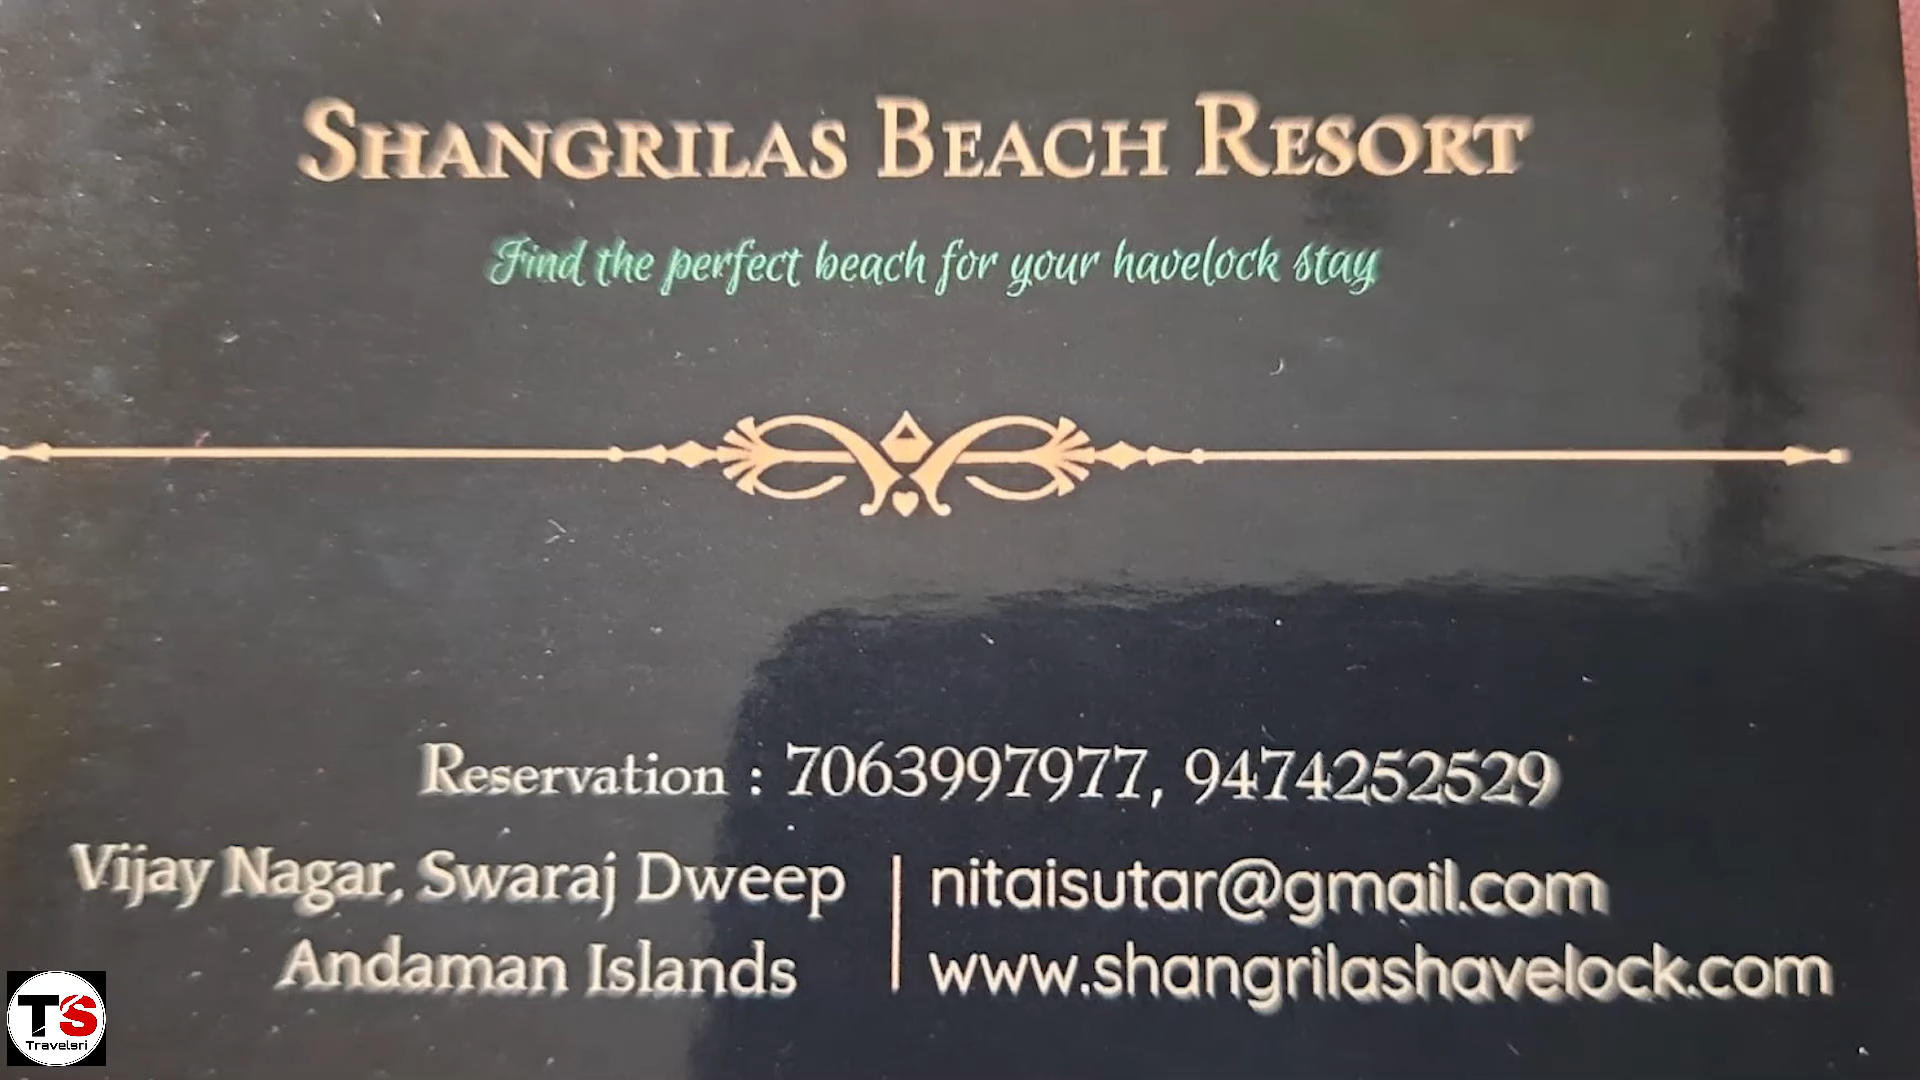 SHANGRILAS BEACH RESORT
Find the perfect beach for your havelock stay
Reservation : 7063997977, 9474252529
Vijay Nagar, Swaraj Dweep
Andaman Islands
nitaisutar@gmail.com
www.shangrilashavelock.com
TS
Travelsri